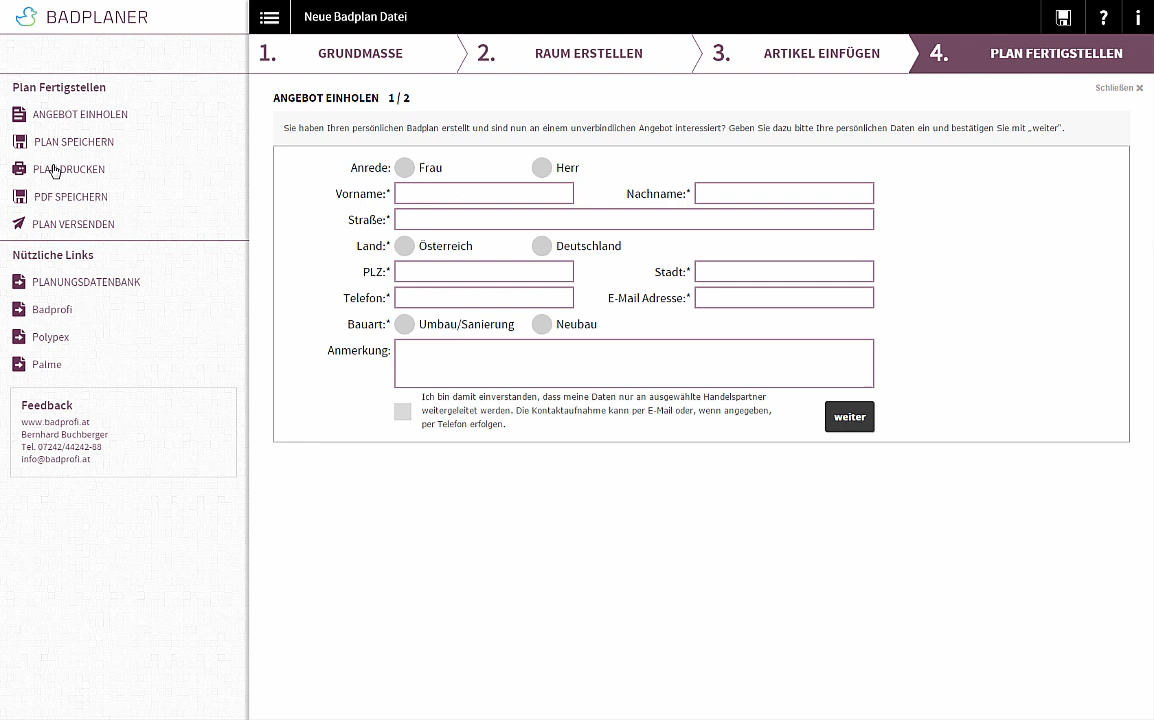 BADPLANER
Neue Badplan Datei
?
i
1. GRUNDMASSE
2. RAUM ERSTELLEN
3. ARTIKEL EINFÜGEN
4. PLAN FERTIGSTELLEN
Plan Fertigstellen
ANGEBOT EINHOLEN
PLAN SPEICHERN
PLAN DRUCKEN
PDF SPEICHERN
PLAN VERSENDEN
Nützliche Links
PLANUNGSDATENBANK
Badprofi
Polypex
Palme
Feedback
www.badprofi.at
Bernhard Buchberger
Tel. 07242/44242-88
info@badprofi.at
Schließen ✖
ANGEBOT EINHOLEN 1 / 2
Sie haben Ihren persönlichen Badplan erstellt und sind nun an einem unverbindlichen Angebot interessiert? Geben Sie dazu bitte Ihre persönlichen Daten ein und bestätigen Sie mit „weiter".
Anrede: Frau Herr
Vorname:* Nachname:*
Straße:*
Land:* Österreich Deutschland
PLZ:* Stadt:*
Telefon:* E-Mail Adresse:*
Bauart:* Umbau/Sanierung Neubau
Anmerkung:
Ich bin damit einverstanden, dass meine Daten nur an ausgewählte Handelspartner
weitergeleitet werden. Die Kontaktaufnahme kann per E-Mail oder, wenn angegeben,
per Telefon erfolgen.
weiter